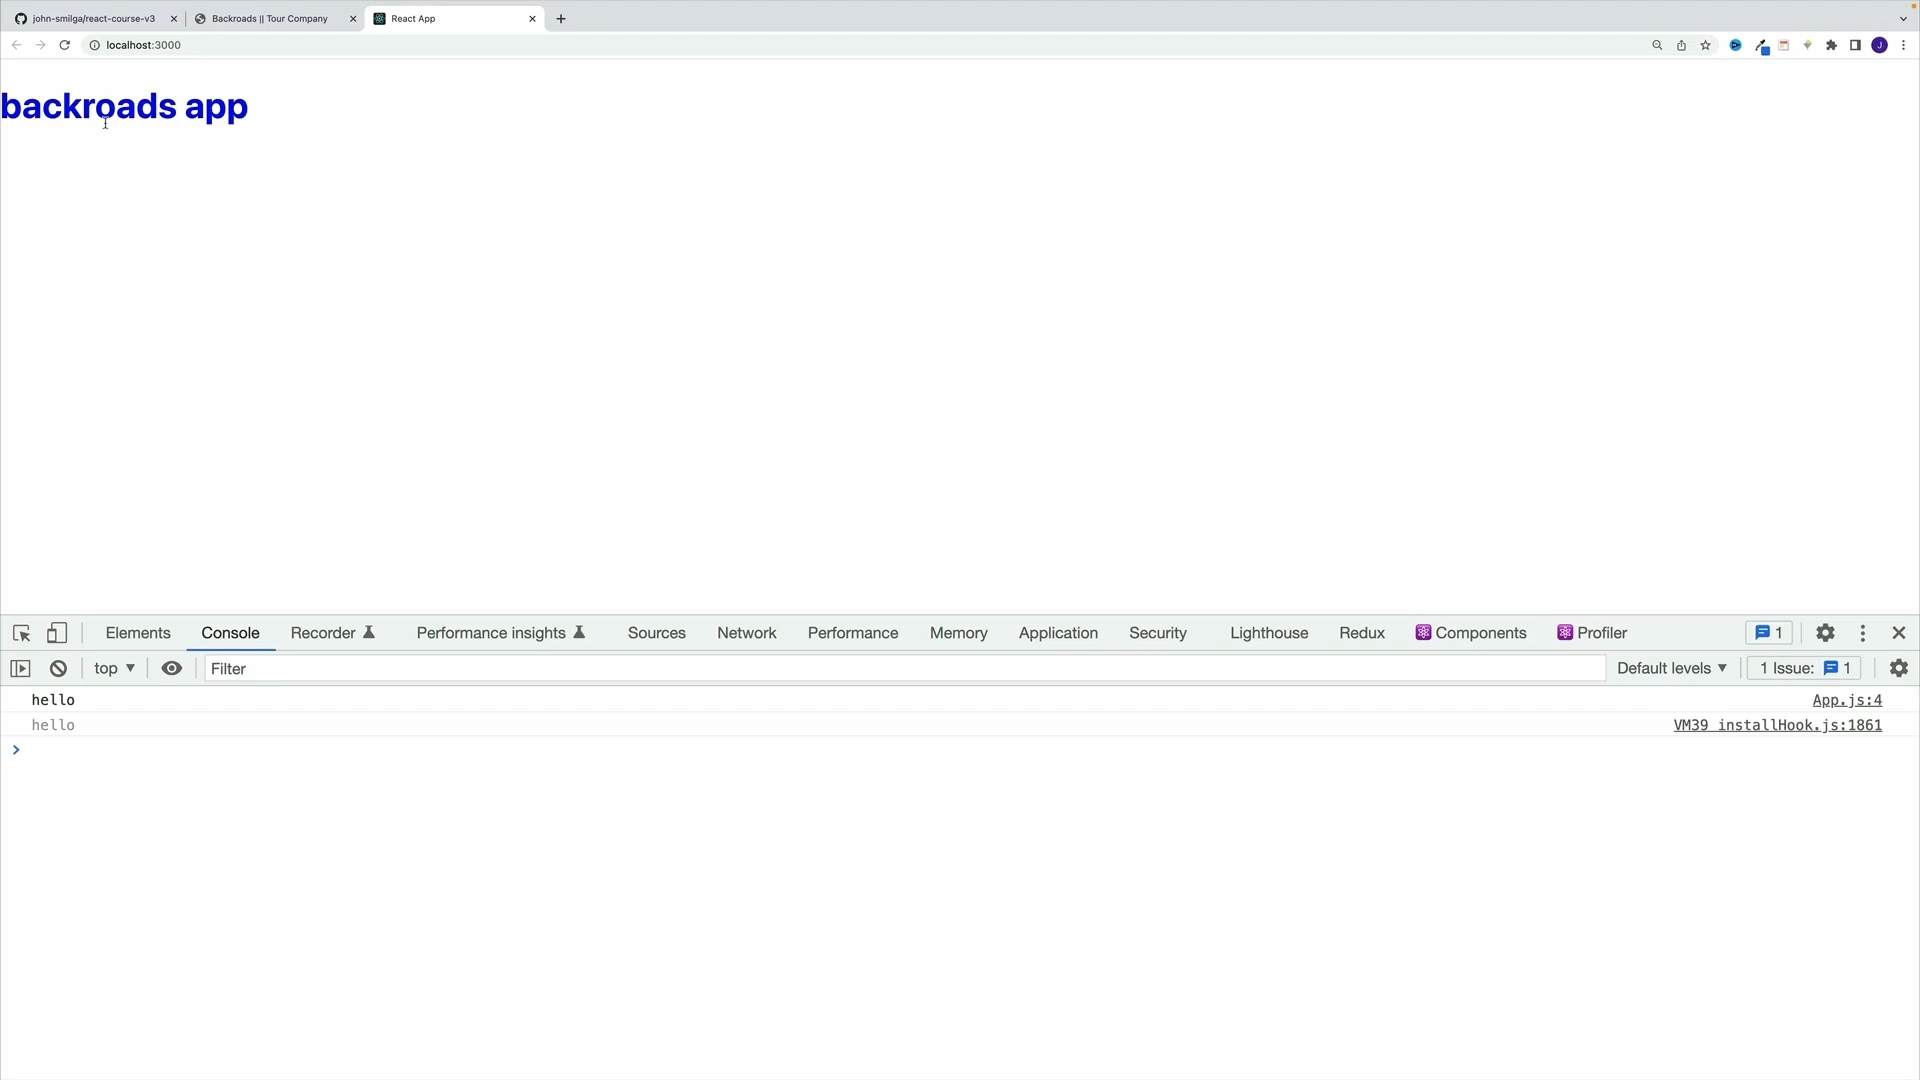 john-smilga/react-course-v3
Backroads || Tour Company
React App
localhost:3000
J
backroads app
Elements
Console
Recorder
Performance insights
Sources
Network
Performance
Memory
Application
Security
Lighthouse
Redux
Components
Profiler
1
top
Filter
Default levels
1 Issue: 1
hello
App.js:4
hello
VM39 installHook.js:1861